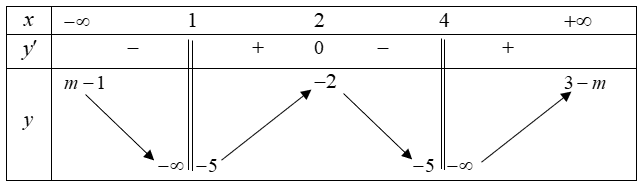 x −∞ 1 2 4 +∞
y′ − + 0 − +
m − 1 −2 3 − m
y
−∞ −5 −5 −∞